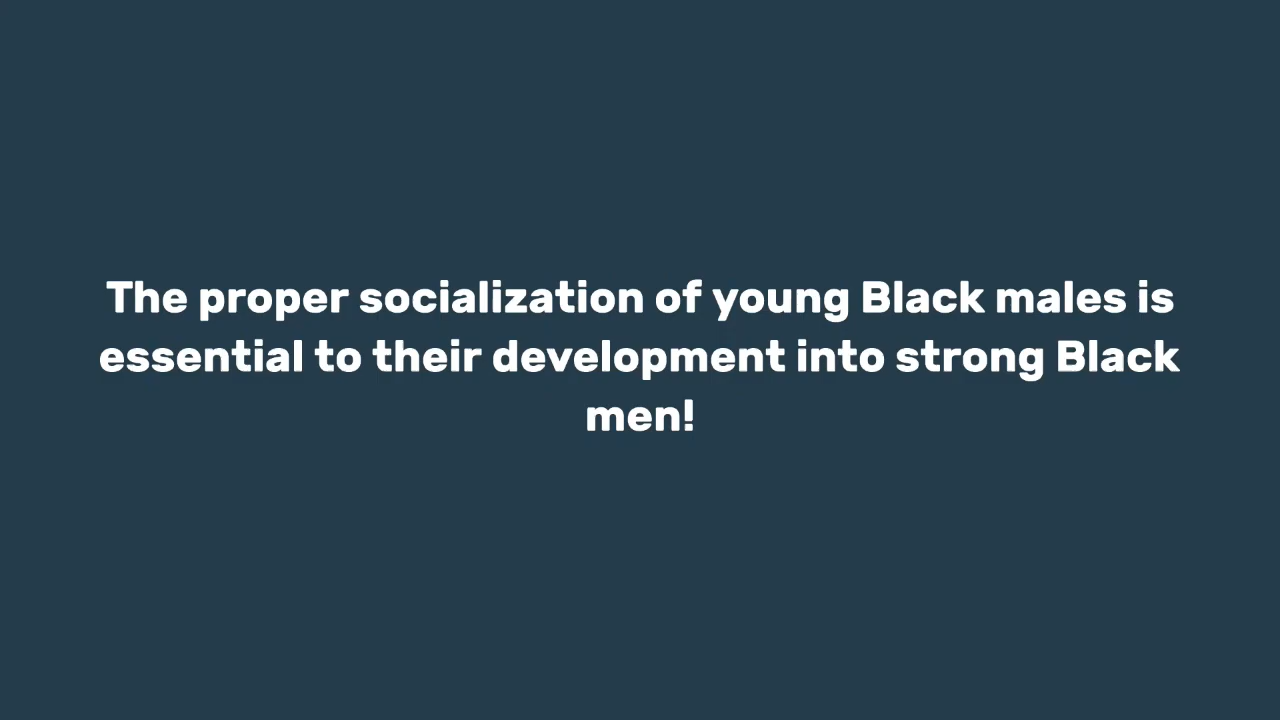 The proper socialization of young Black males is
essential to their development into strong Black
men!